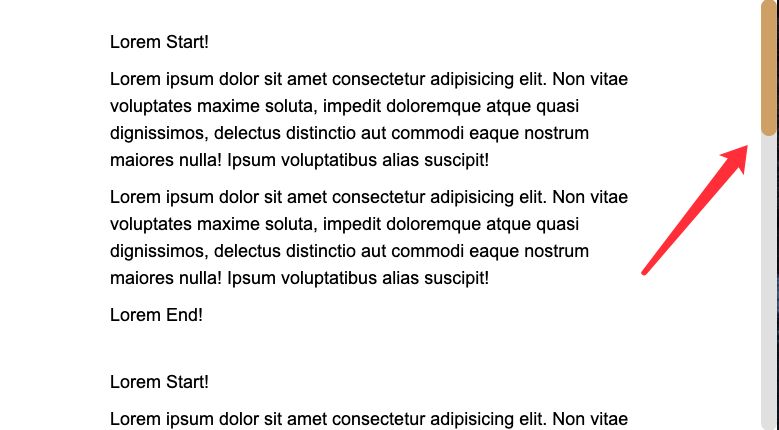 Lorem Start!
Lorem ipsum dolor sit amet consectetur adipisicing elit. Non vitae
voluptates maxime soluta, impedit doloremque atque quasi
dignissimos, delectus distinctio aut commodi eaque nostrum
maiores nulla! Ipsum voluptatibus alias suscipit!
Lorem ipsum dolor sit amet consectetur adipisicing elit. Non vitae
voluptates maxime soluta, impedit doloremque atque quasi
dignissimos, delectus distinctio aut commodi eaque nostrum
maiores nulla! Ipsum voluptatibus alias suscipit!
Lorem End!
Lorem Start!
Lorem ipsum dolor sit amet consectetur adipisicing elit. Non vitae